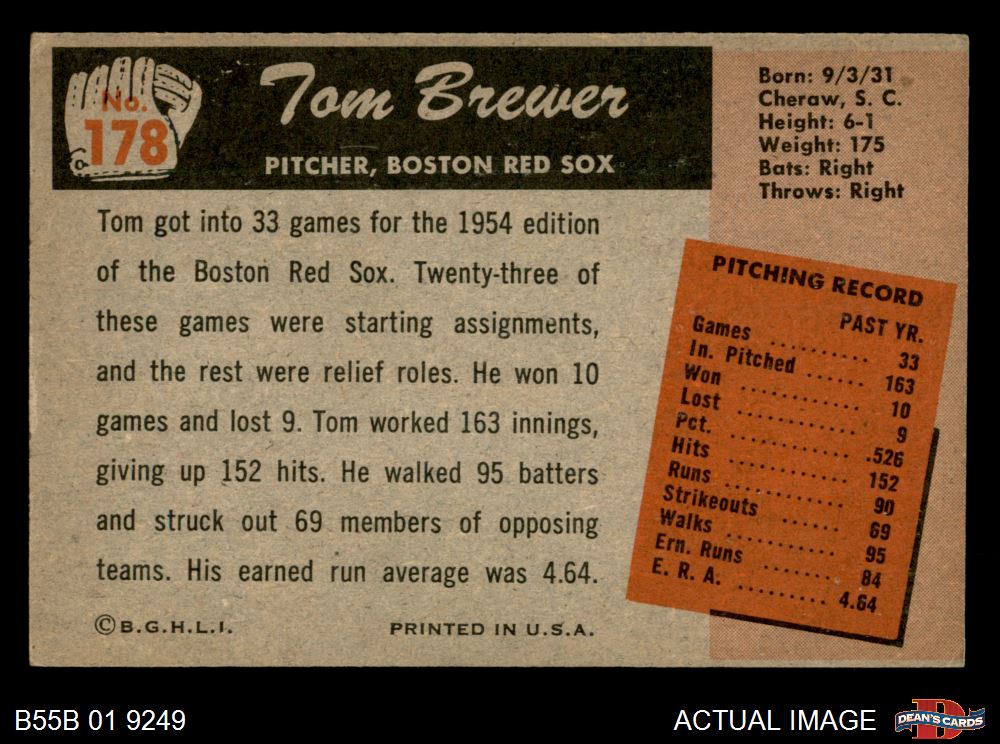 No.
178
Tom Brewer
PITCHER, BOSTON RED SOX
Born: 9/3/31
Cheraw, S. C.
Height: 6-1
Weight: 175
Bats: Right
Throws: Right
Tom got into 33 games for the 1954 edition
of the Boston Red Sox. Twenty-three of
these games were starting assignments,
and the rest were relief roles. He won 10
games and lost 9. Tom worked 163 innings,
giving up 152 hits. He walked 95 batters
and struck out 69 members of opposing
teams. His earned run average was 4.64.
©B.G.H.L.I.
PRINTED IN U.S.A.
PITCHING RECORD
PAST YR.
Games .......... 33
In. Pitched ...... 163
Won ............ 10
Lost ............ 9
Pct. ............ .526
Hits ............ 152
Runs ............ 90
Strikeouts ...... 69
Walks .......... 95
Ern. Runs ....... 84
E. R. A. ......... 4.64
B55B 01 9249
ACTUAL IMAGE
DEAN'S CARDS